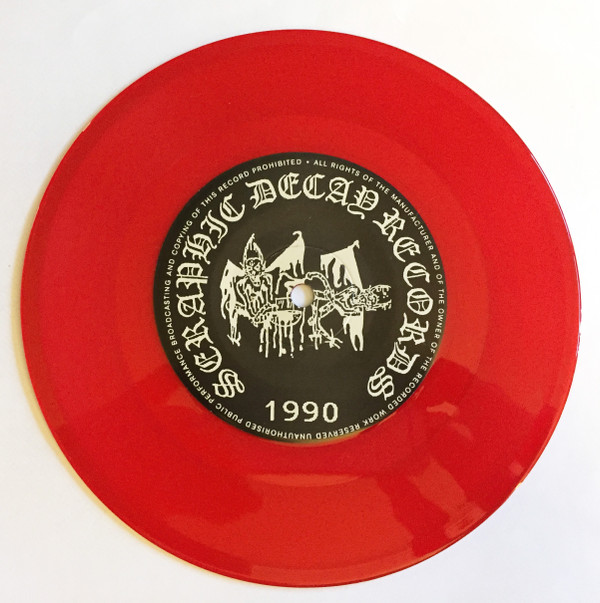 ALL RIGHTS OF THE MANUFACTURER AND OF THE OWNER OF THE RECORDED WORK RESERVED UNAUTHORISED PUBLIC PERFORMANCE BROADCASTING AND COPYING OF THIS RECORD PROHIBITED •
SERAPHIC DECAY RECORDS
1990